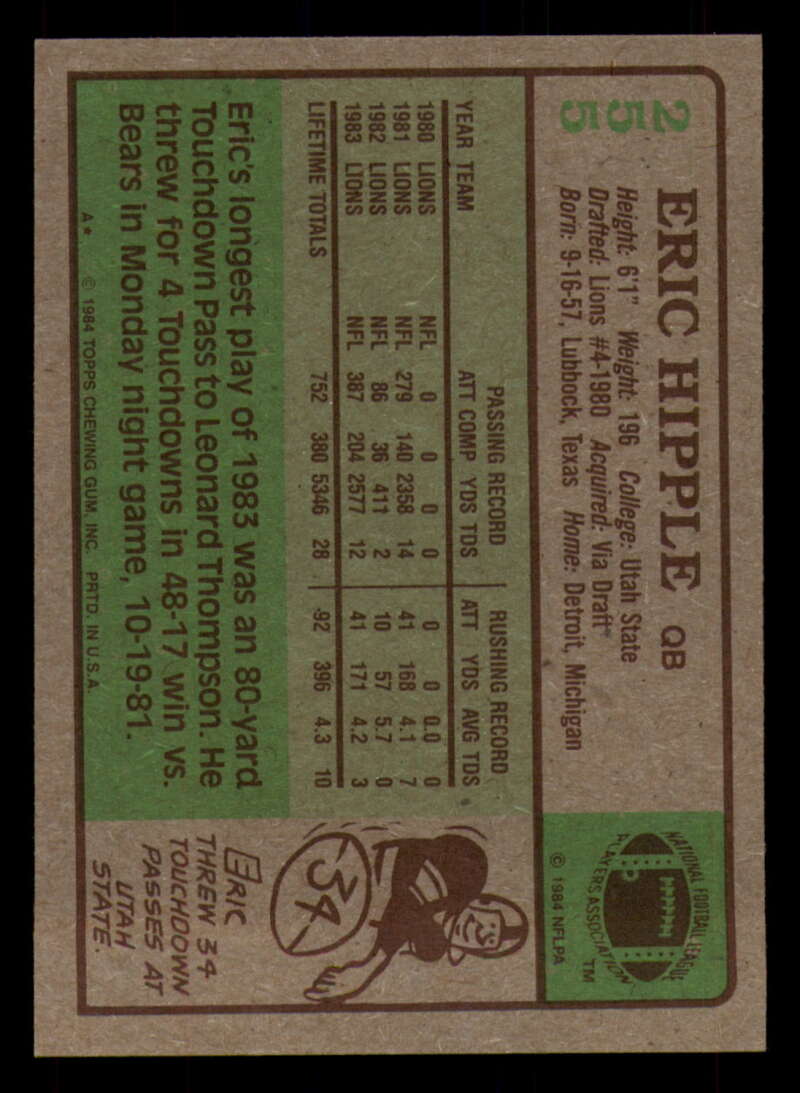 255
ERIC HIPPLE QB
Height: 6'1" Weight: 196 College: Utah State
Drafted: Lions #4-1980 Acquired: Via Draft
Born: 9-16-57, Lubbock, Texas Home: Detroit, Michigan
NATIONAL FOOTBALL LEAGUE
PLAYERS ASSOCIATION
TM
© 1984 NFLPA
PASSING RECORD RUSHING RECORD
YEAR TEAM ATT COMP YDS TDS ATT YDS AVG TDS
1980 LIONS NFL 0 0 0 0 0 0 0.0 0
1981 LIONS NFL 279 140 2358 14 41 168 4.1 7
1982 LIONS NFL 86 36 411 2 10 57 5.7 0
1983 LIONS NFL 387 204 2577 12 41 171 4.2 3
LIFETIME TOTALS 752 380 5346 28 92 396 4.3 10
Eric's longest play of 1983 was an 80-yard
Touchdown Pass to Leonard Thompson. He
threw for 4 Touchdowns in 48-17 win vs.
Bears in Monday night game, 10-19-81.
A* © 1984 TOPPS CHEWING GUM, INC. PRTD. IN U.S.A.
34
ERIC
THREW 34
TOUCHDOWN
PASSES AT
UTAH
STATE.